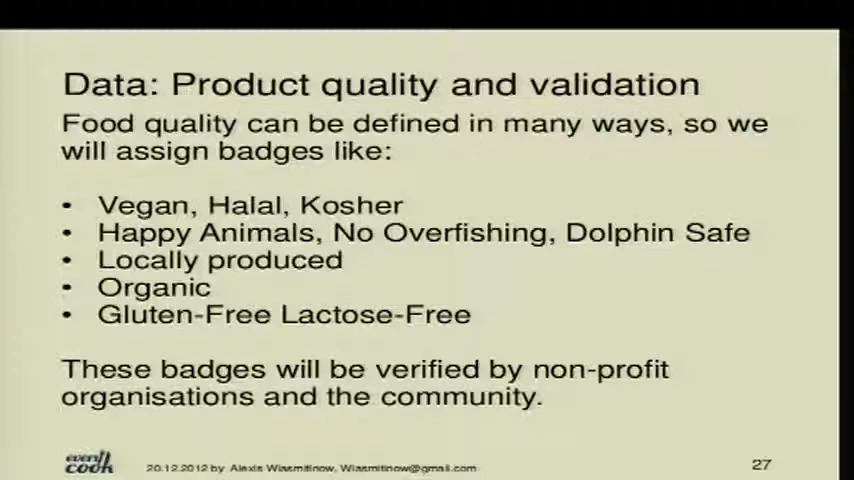 Data: Product quality and validation
Food quality can be defined in many ways, so we
will assign badges like:
• Vegan, Halal, Kosher
• Happy Animals, No Overfishing, Dolphin Safe
• Locally produced
• Organic
• Gluten-Free Lactose-Free
These badges will be verified by non-profit
organisations and the community.
every
cook
20.12.2012 by Alexis Wiasmitinow, Wiasmitinow@gmail.com
27